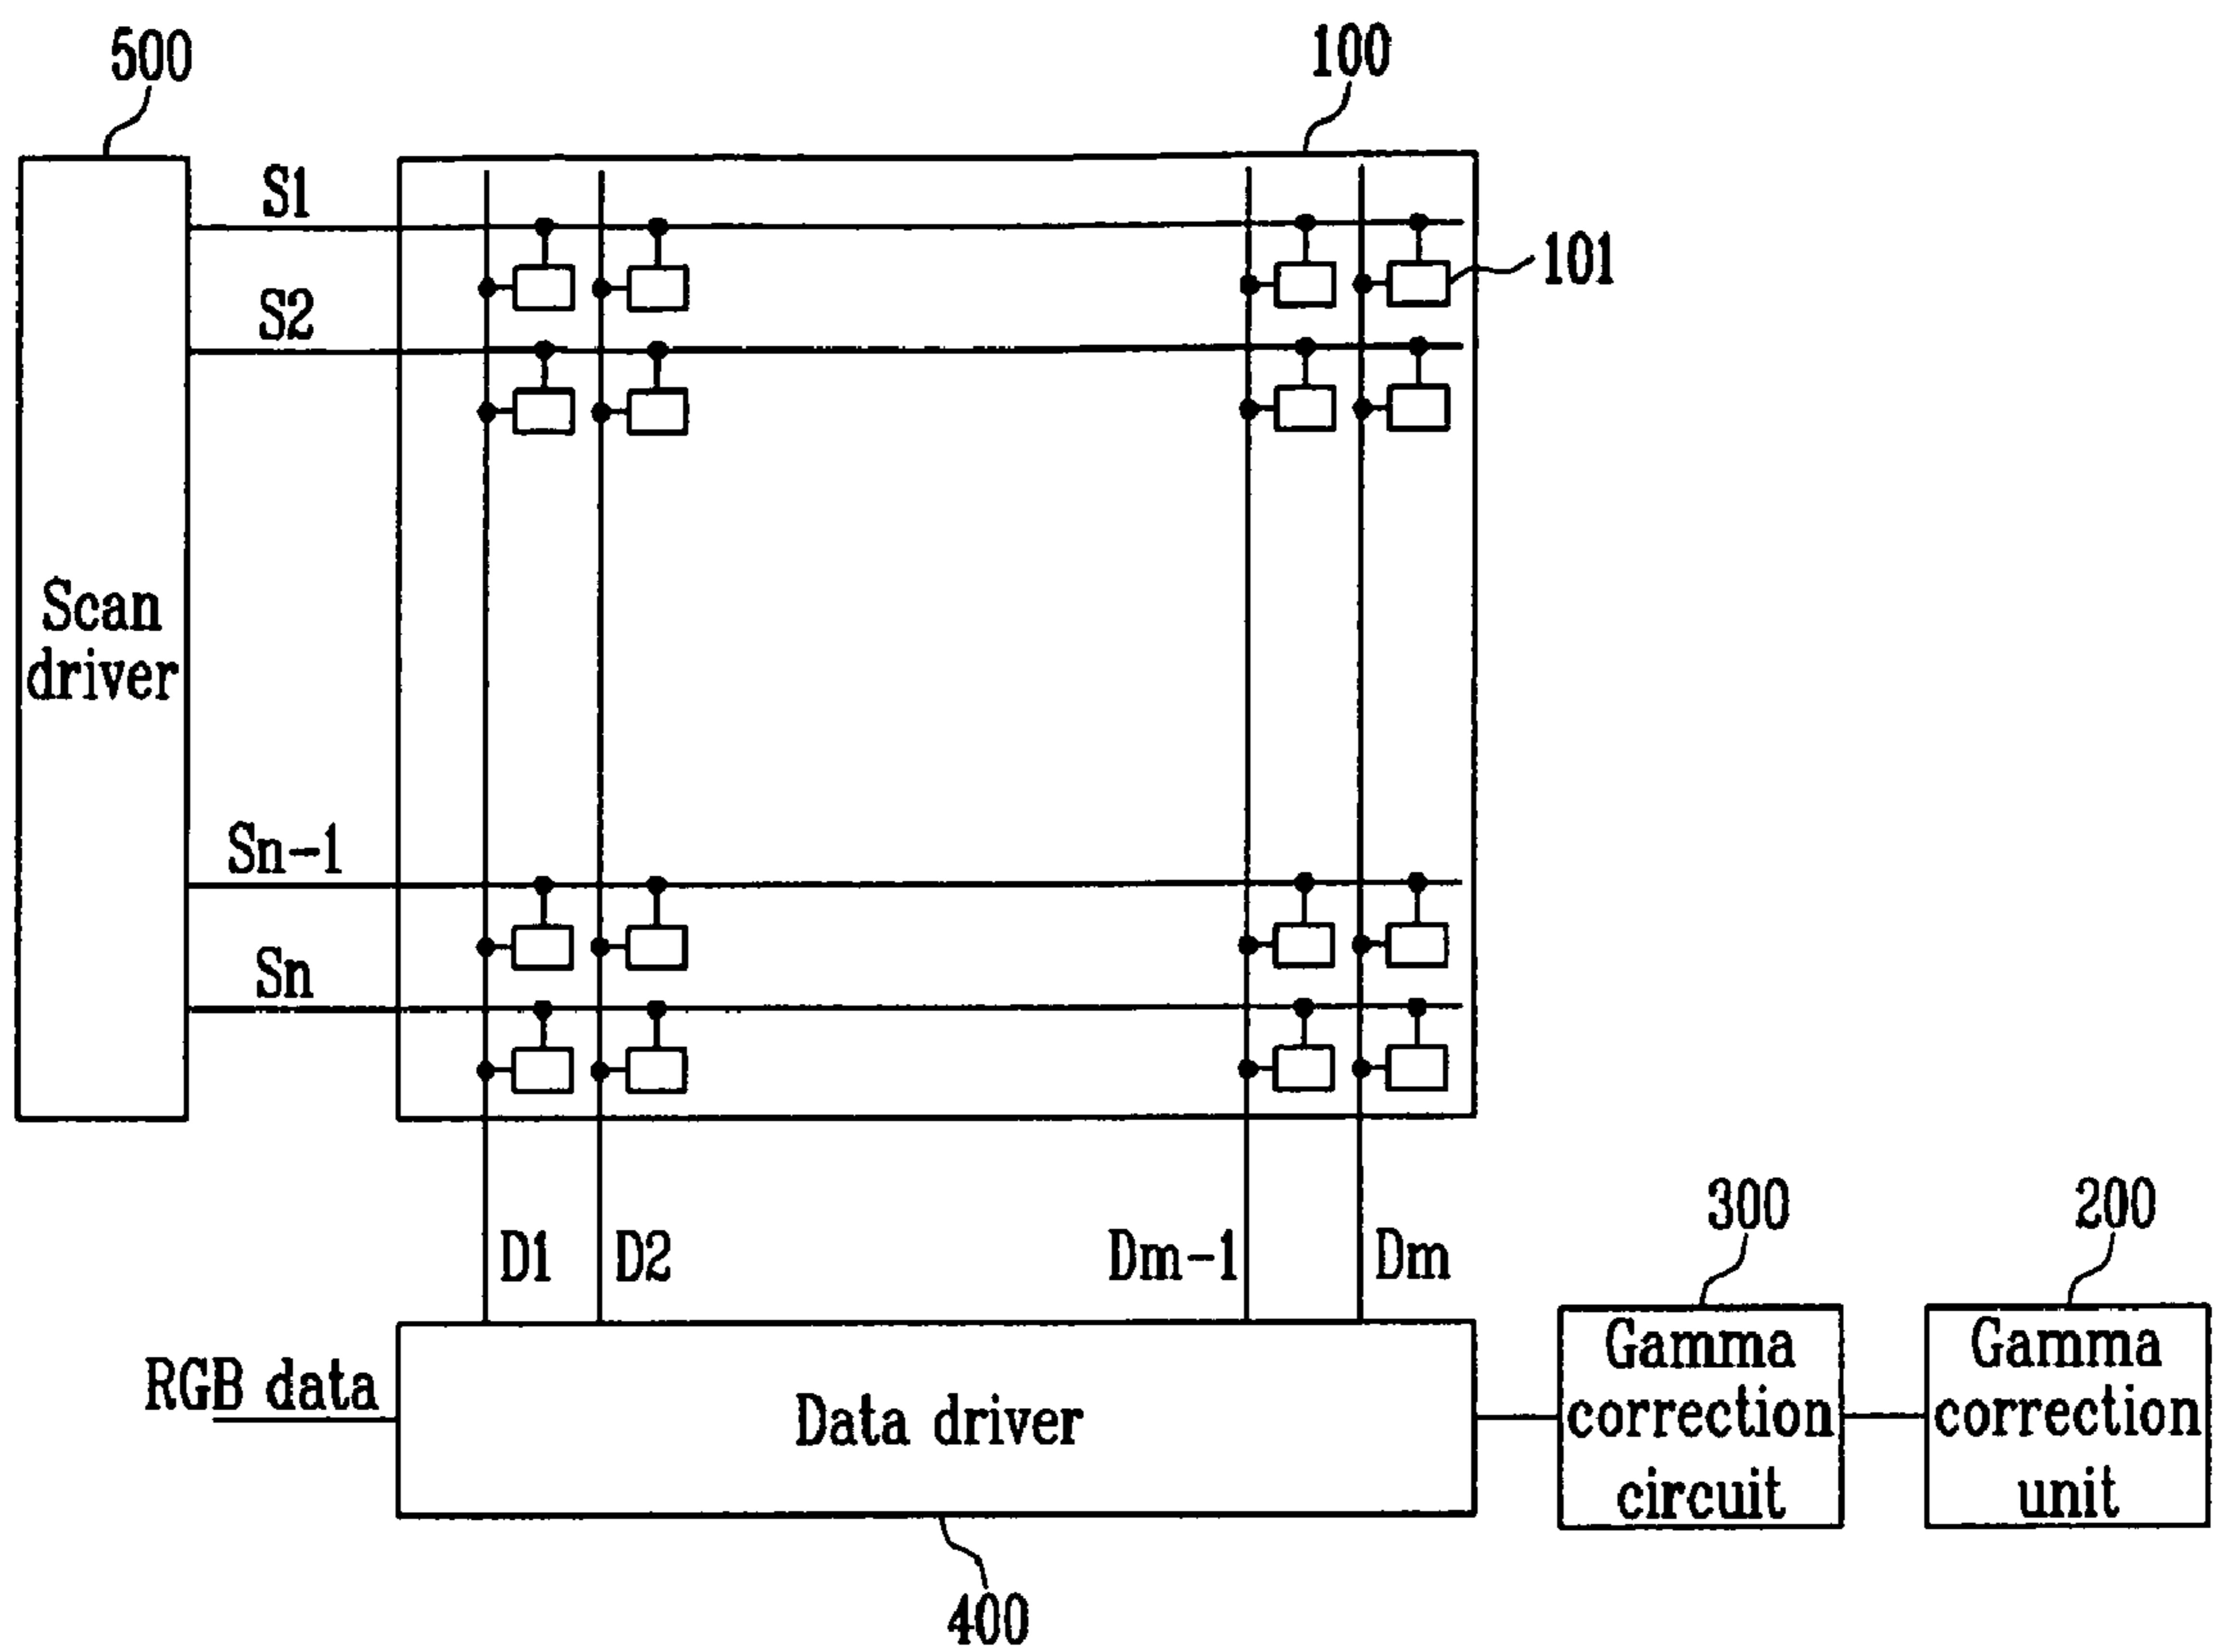 500
100
S1
101
S2
Scan
driver
Sn-1
Sn
D1
D2
Dm-1
Dm
300
200
RGB data
Data driver
Gamma
correction
circuit
Gamma
correction
unit
400